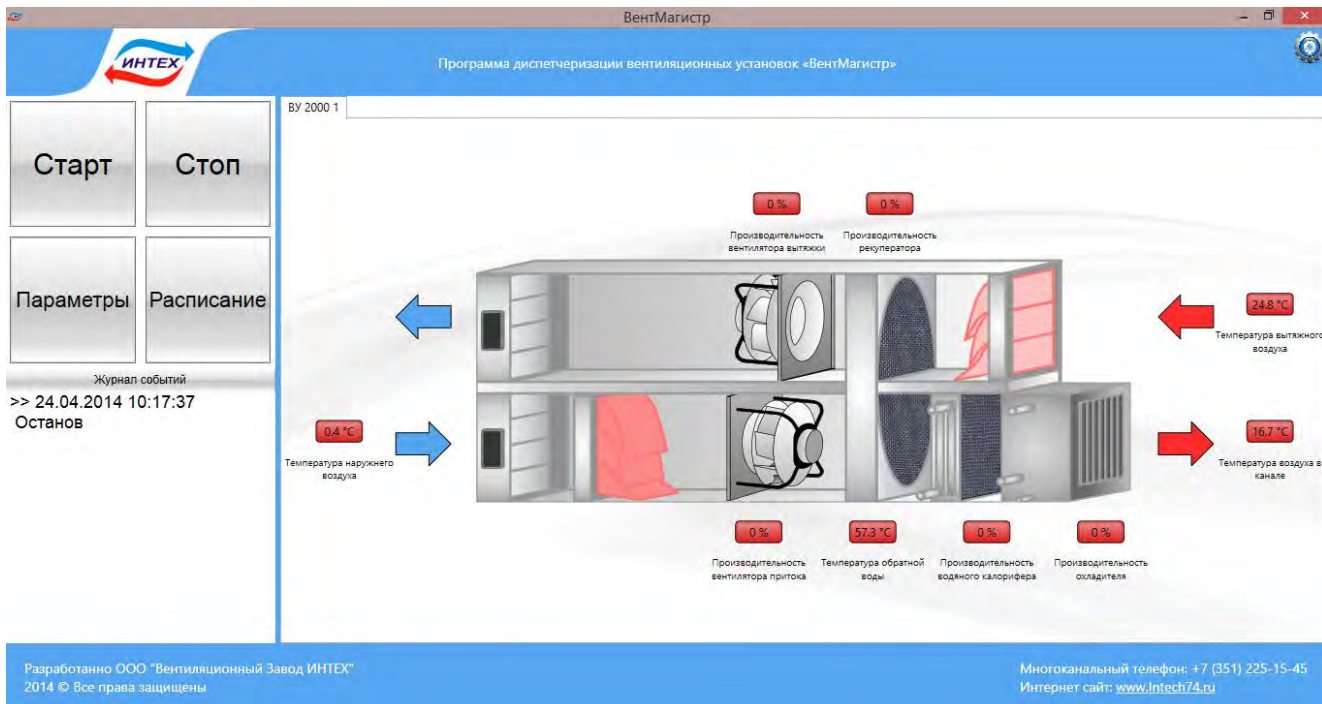 ВентМагистр
ИНТЕХ
Программа диспетчеризации вентиляционных установок «ВентМагистр»
Старт
Стоп
Параметры
Расписание
Журнал событий
>> 24.04.2014 10:17:37
Останов
ВУ 2000 1
0 %
0 %
Производительность
вентилятора вытяжки
Производительность
рекуператора
24.8 °C
Температура вытяжного
воздуха
0.4 °C
Температура наружнего
воздуха
16.7 °C
Температура воздуха в
канале
0 %
57.3 °C
0 %
0 %
Производительность
вентилятора притока
Температура обратной
воды
Производительность
водяного калорифера
Производительность
охладителя
Разработанно ООО "Вентиляционный Завод ИНТЕХ"
2014 © Все права защищены
Многоканальный телефон: +7 (351) 225-15-45
Интернет сайт: www.Intech74.ru